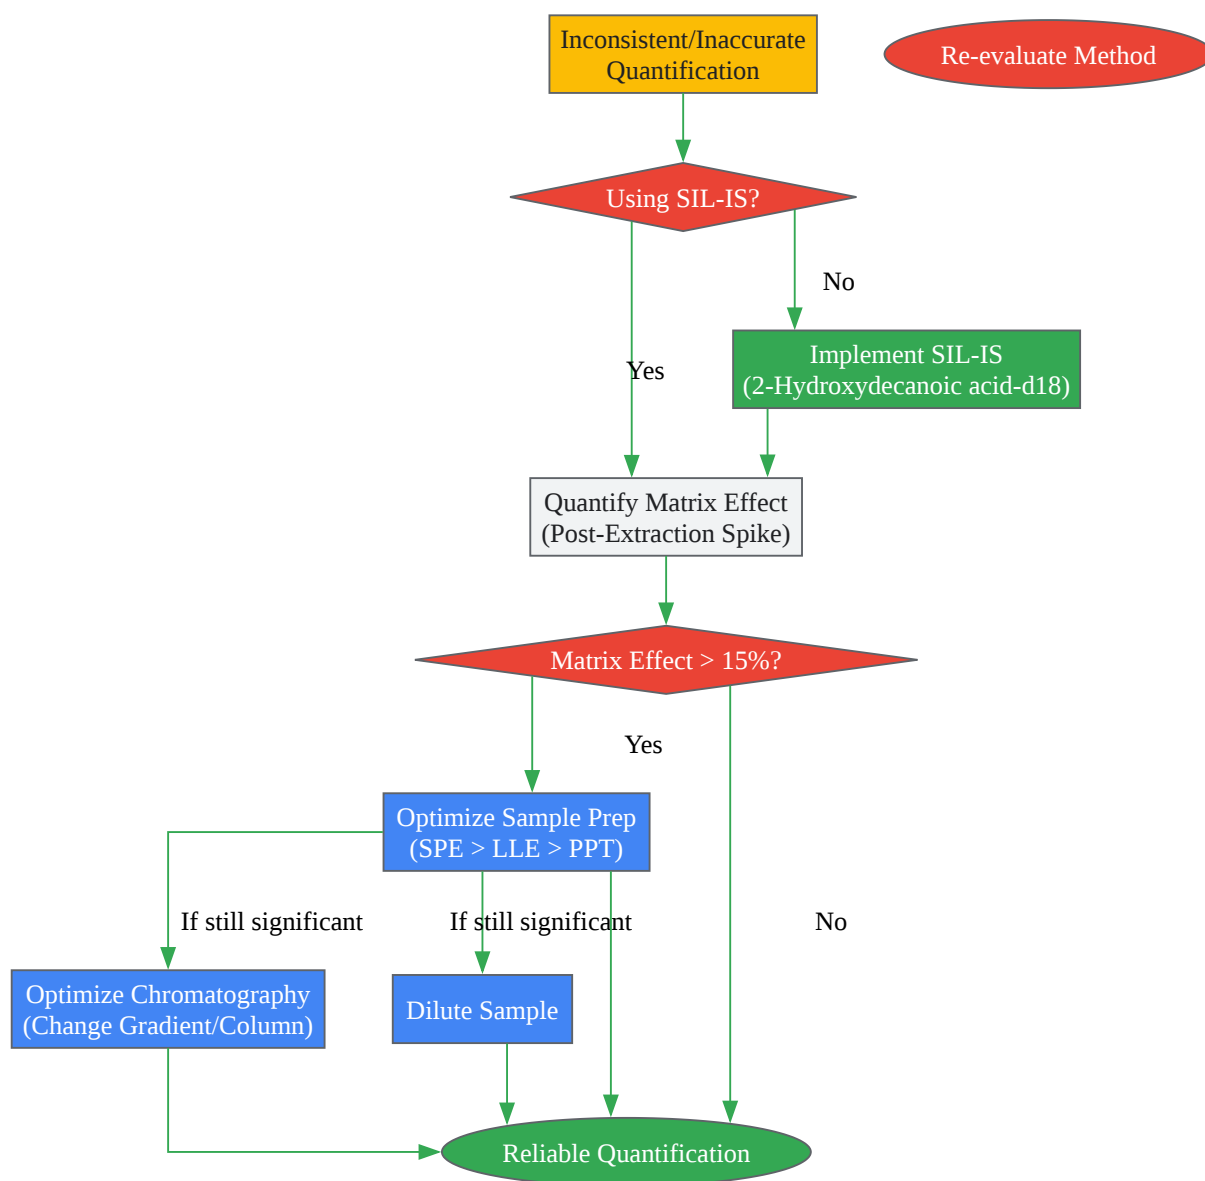 Inconsistent/Inaccurate
Quantification
Re-evaluate Method
Using SIL-IS?
No
Implement SIL-IS
(2-Hydroxydecanoic acid-d18)
Yes
Quantify Matrix Effect
(Post-Extraction Spike)
Matrix Effect > 15%?
Yes
Optimize Sample Prep
(SPE > LLE > PPT)
If still significant
If still significant
No
Optimize Chromatography
(Change Gradient/Column)
Dilute Sample
Reliable Quantification